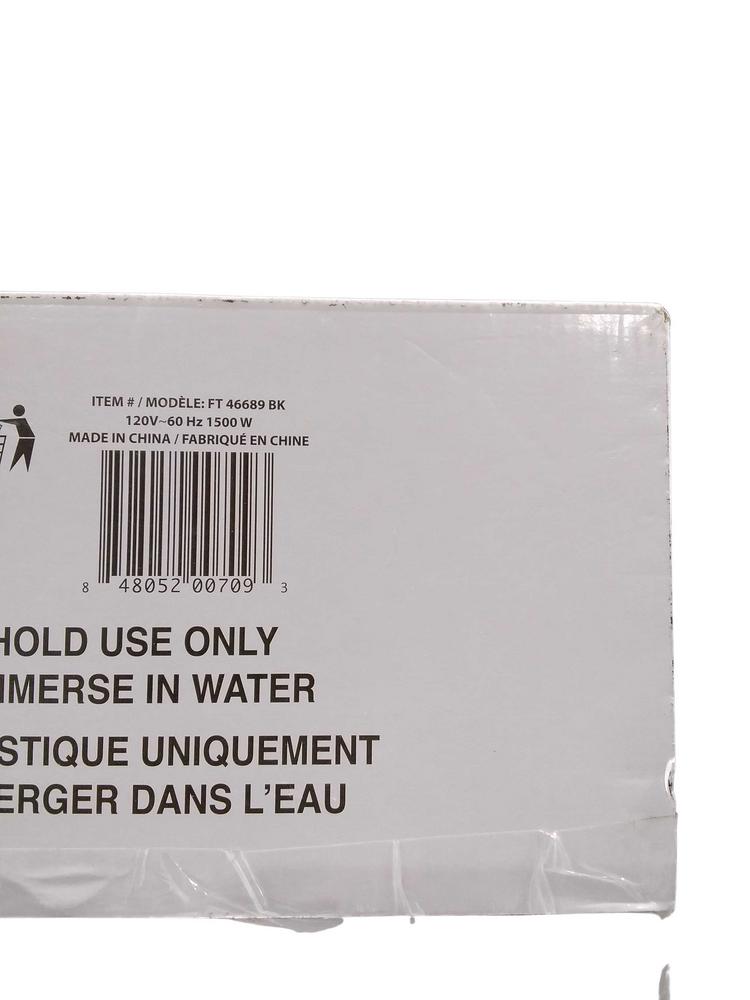 ITEM # / MODÈLE: FT 46689 BK
120V~60 Hz 1500 W
MADE IN CHINA / FABRIQUÉ EN CHINE
8 48052 00709 3
HOLD USE ONLY
MMERSE IN WATER
STIQUE UNIQUEMENT
ERGER DANS L'EAU